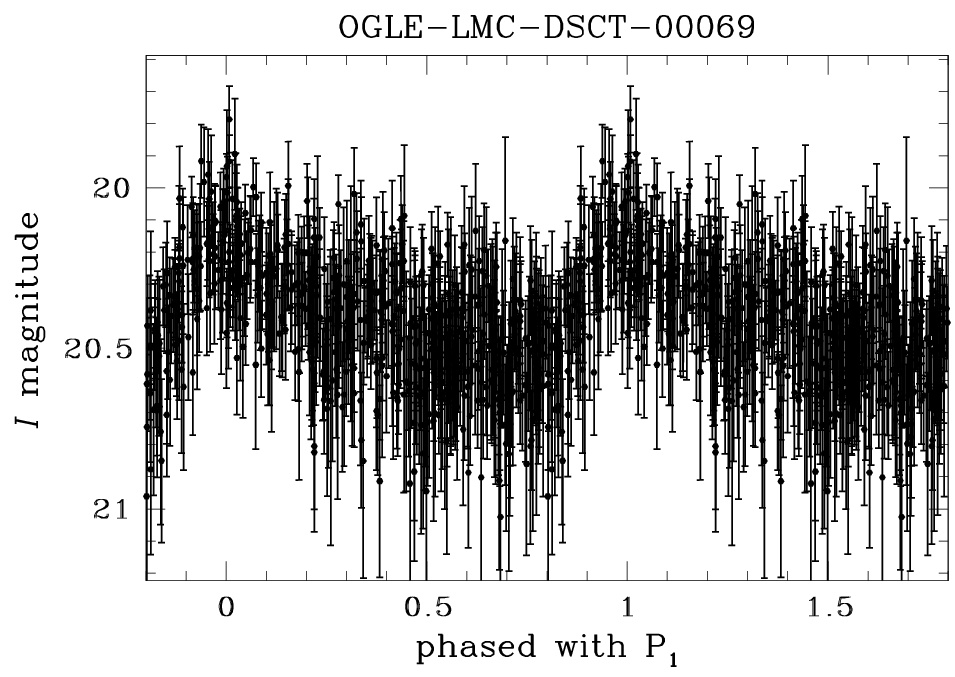 OGLE-LMC-DSCT-00069
I magnitude
20
20.5
21
0 0.5 1 1.5
phased with P₁